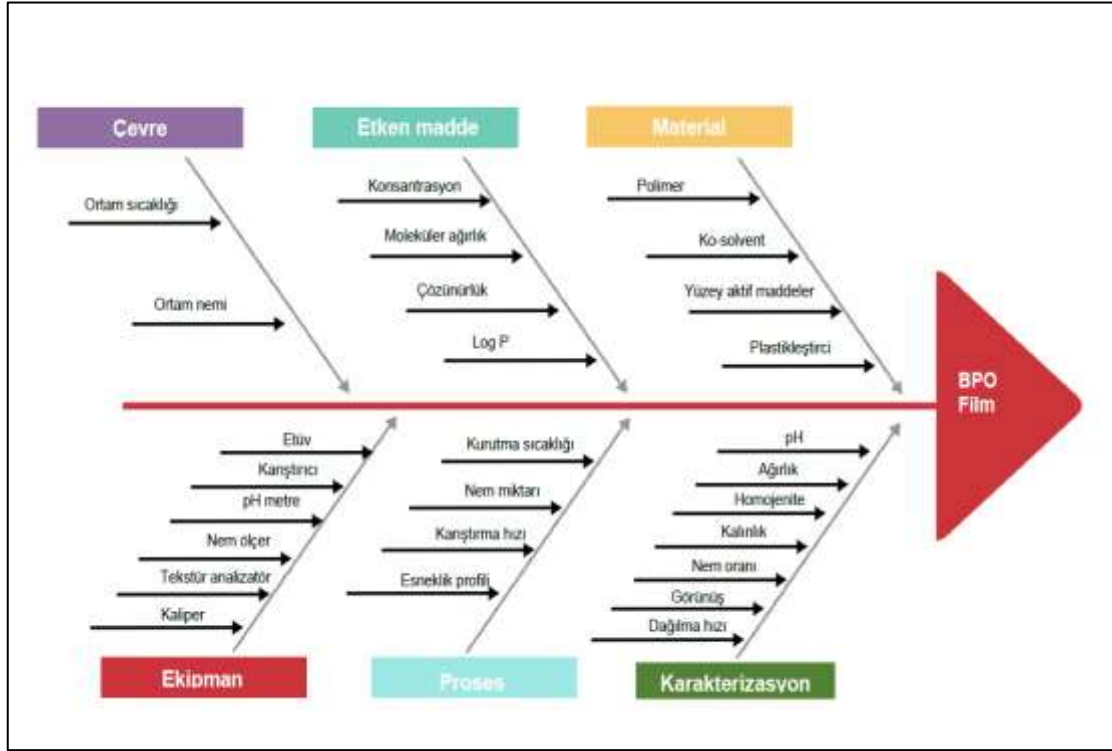 Çevre
Etken madde
Material
Ortam sıcaklığı
Ortam nemi
Konsantrasyon
Moleküler ağırlık
Çözünürlük
Log P
Polimer
Ko-solvent
Yüzey aktif maddeler
Plastikleştirci
BPO
Film
Etüv
Karıştırıcı
pH metre
Nem ölçer
Tekstür analizatör
Kaliper
Kurutma sıcaklığı
Nem miktarı
Karıştırma hızı
Esneklik profili
pH
Ağırlık
Homojenite
Kalınlık
Nem oranı
Görünüş
Dağılma hızı
Ekipman
Proses
Karakterizasyon